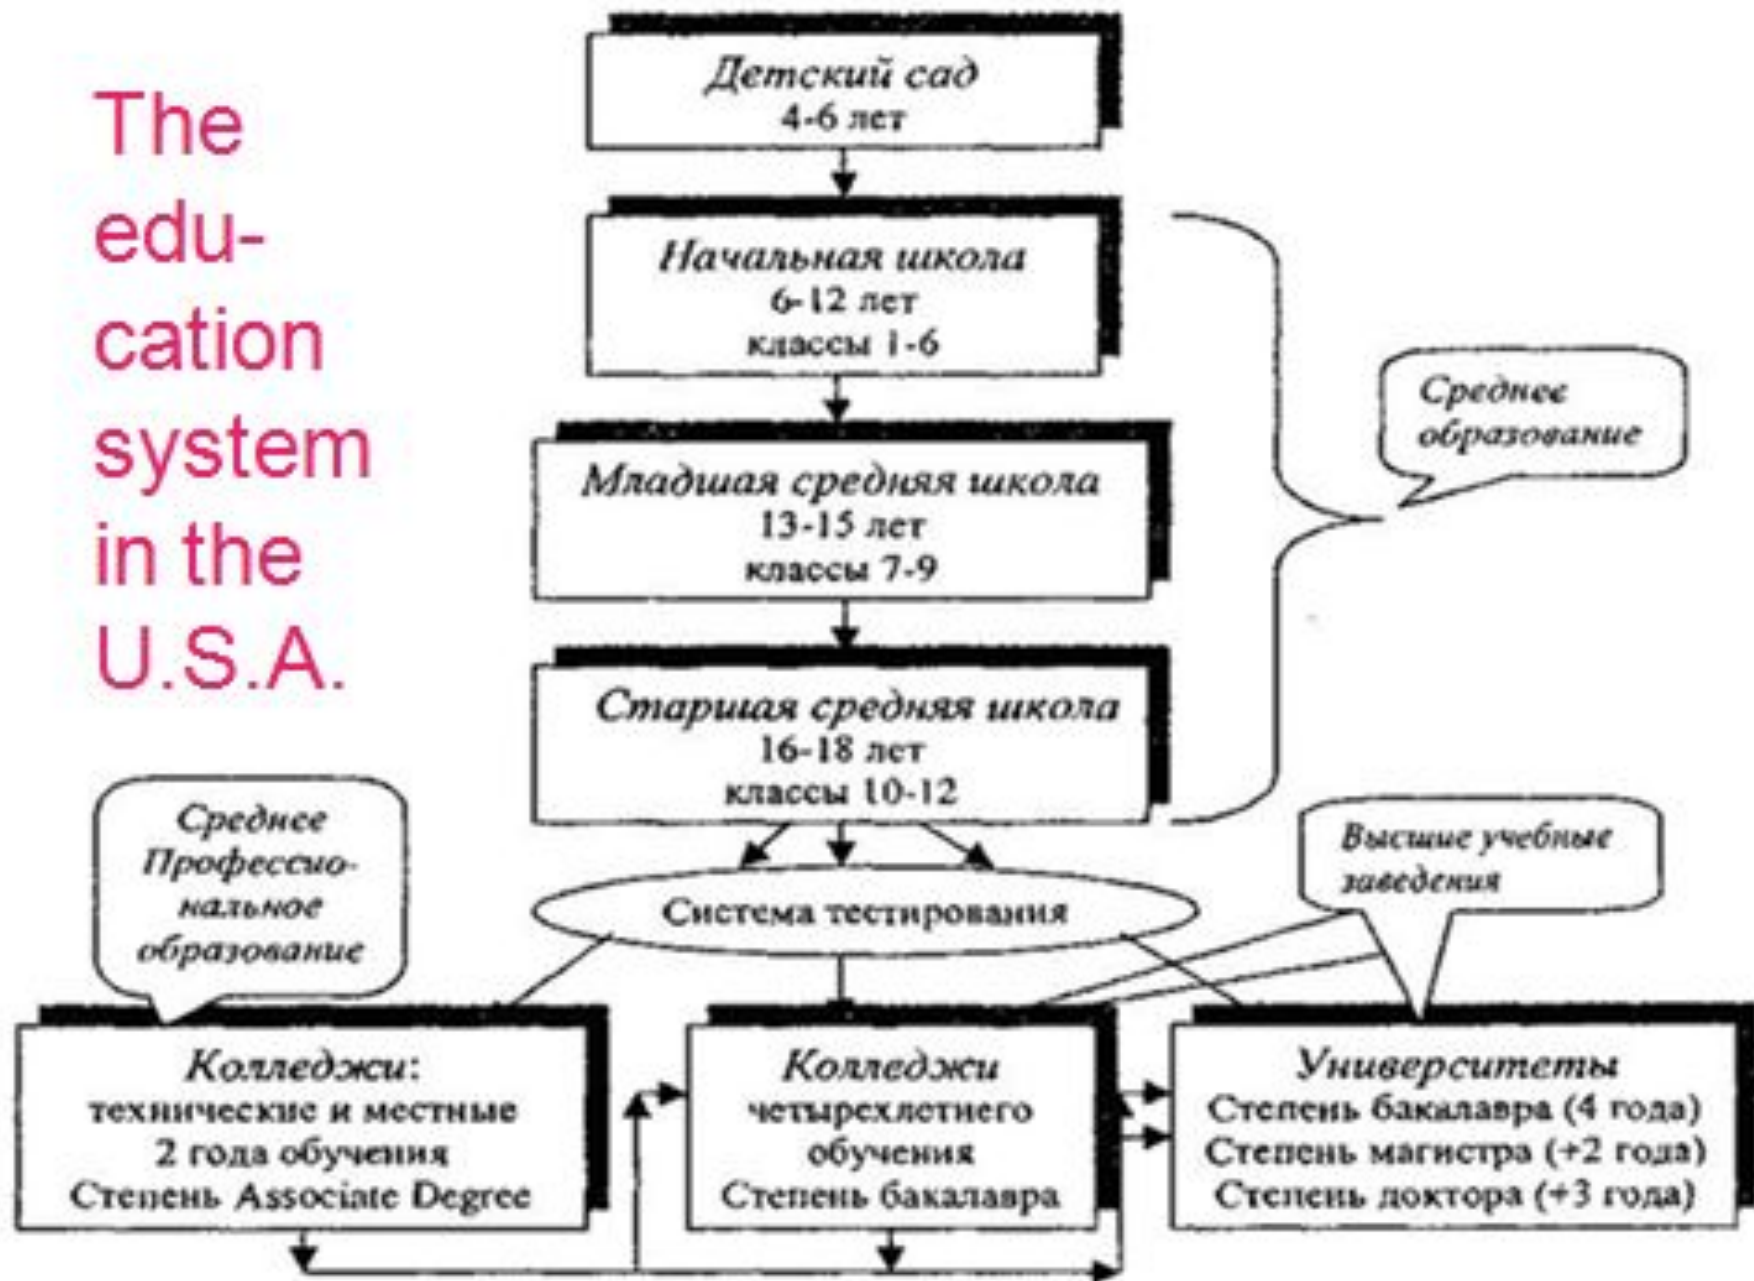 The
edu-
cation
system
in the
U.S.A.
Детский сад
4-6 лет
Начальная школа
6-12 лет
классы 1-6
Среднее
образование
Младшая средняя школа
13-15 лет
классы 7-9
Старшая средняя школа
16-18 лет
классы 10-12
Среднее
Профессио-
нальное
образование
Высшие учебные
заведения
Система тестирования
Колледжи:
технические и местные
2 года обучения
Степень Associate Degree
Колледжи
четырехлетнего
обучения
Степень бакалавра
Университеты
Степень бакалавра (4 года)
Степень магистра (+2 года)
Степень доктора (+3 года)